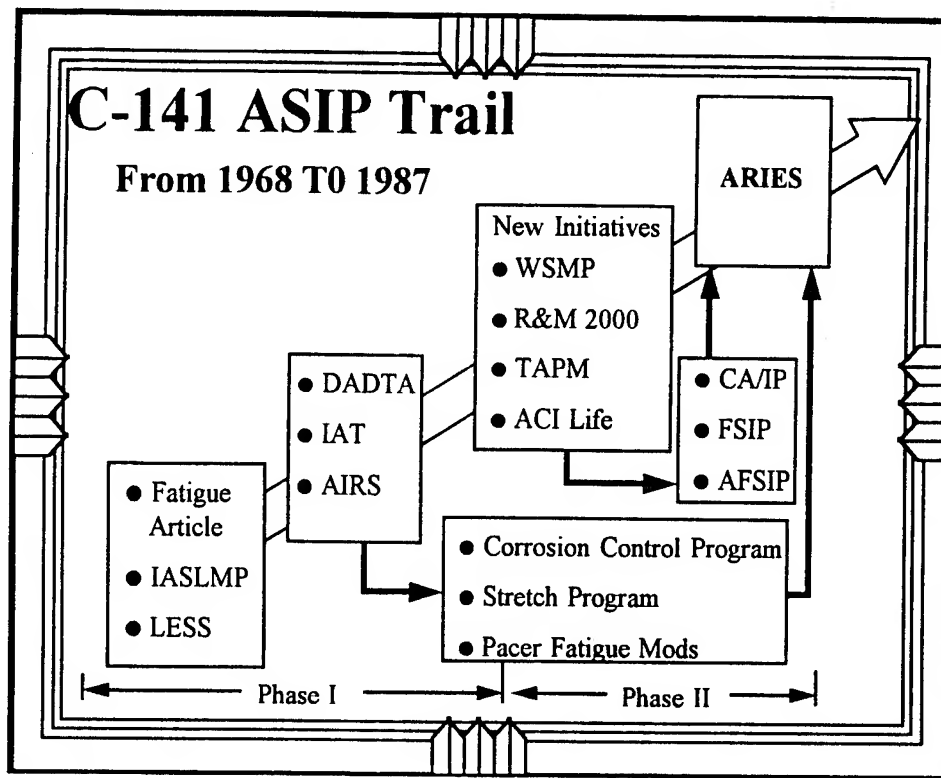 C-141 ASIP Trail
From 1968 T0 1987
ARIES
New Initiatives
● WSMP
● R&M 2000
● TAPM
● ACI Life
● DADTA
● IAT
● AIRS
● CA/IP
● FSIP
● AFSIP
● Fatigue
Article
● IASLMP
● LESS
● Corrosion Control Program
● Stretch Program
● Pacer Fatigue Mods
Phase I
Phase II